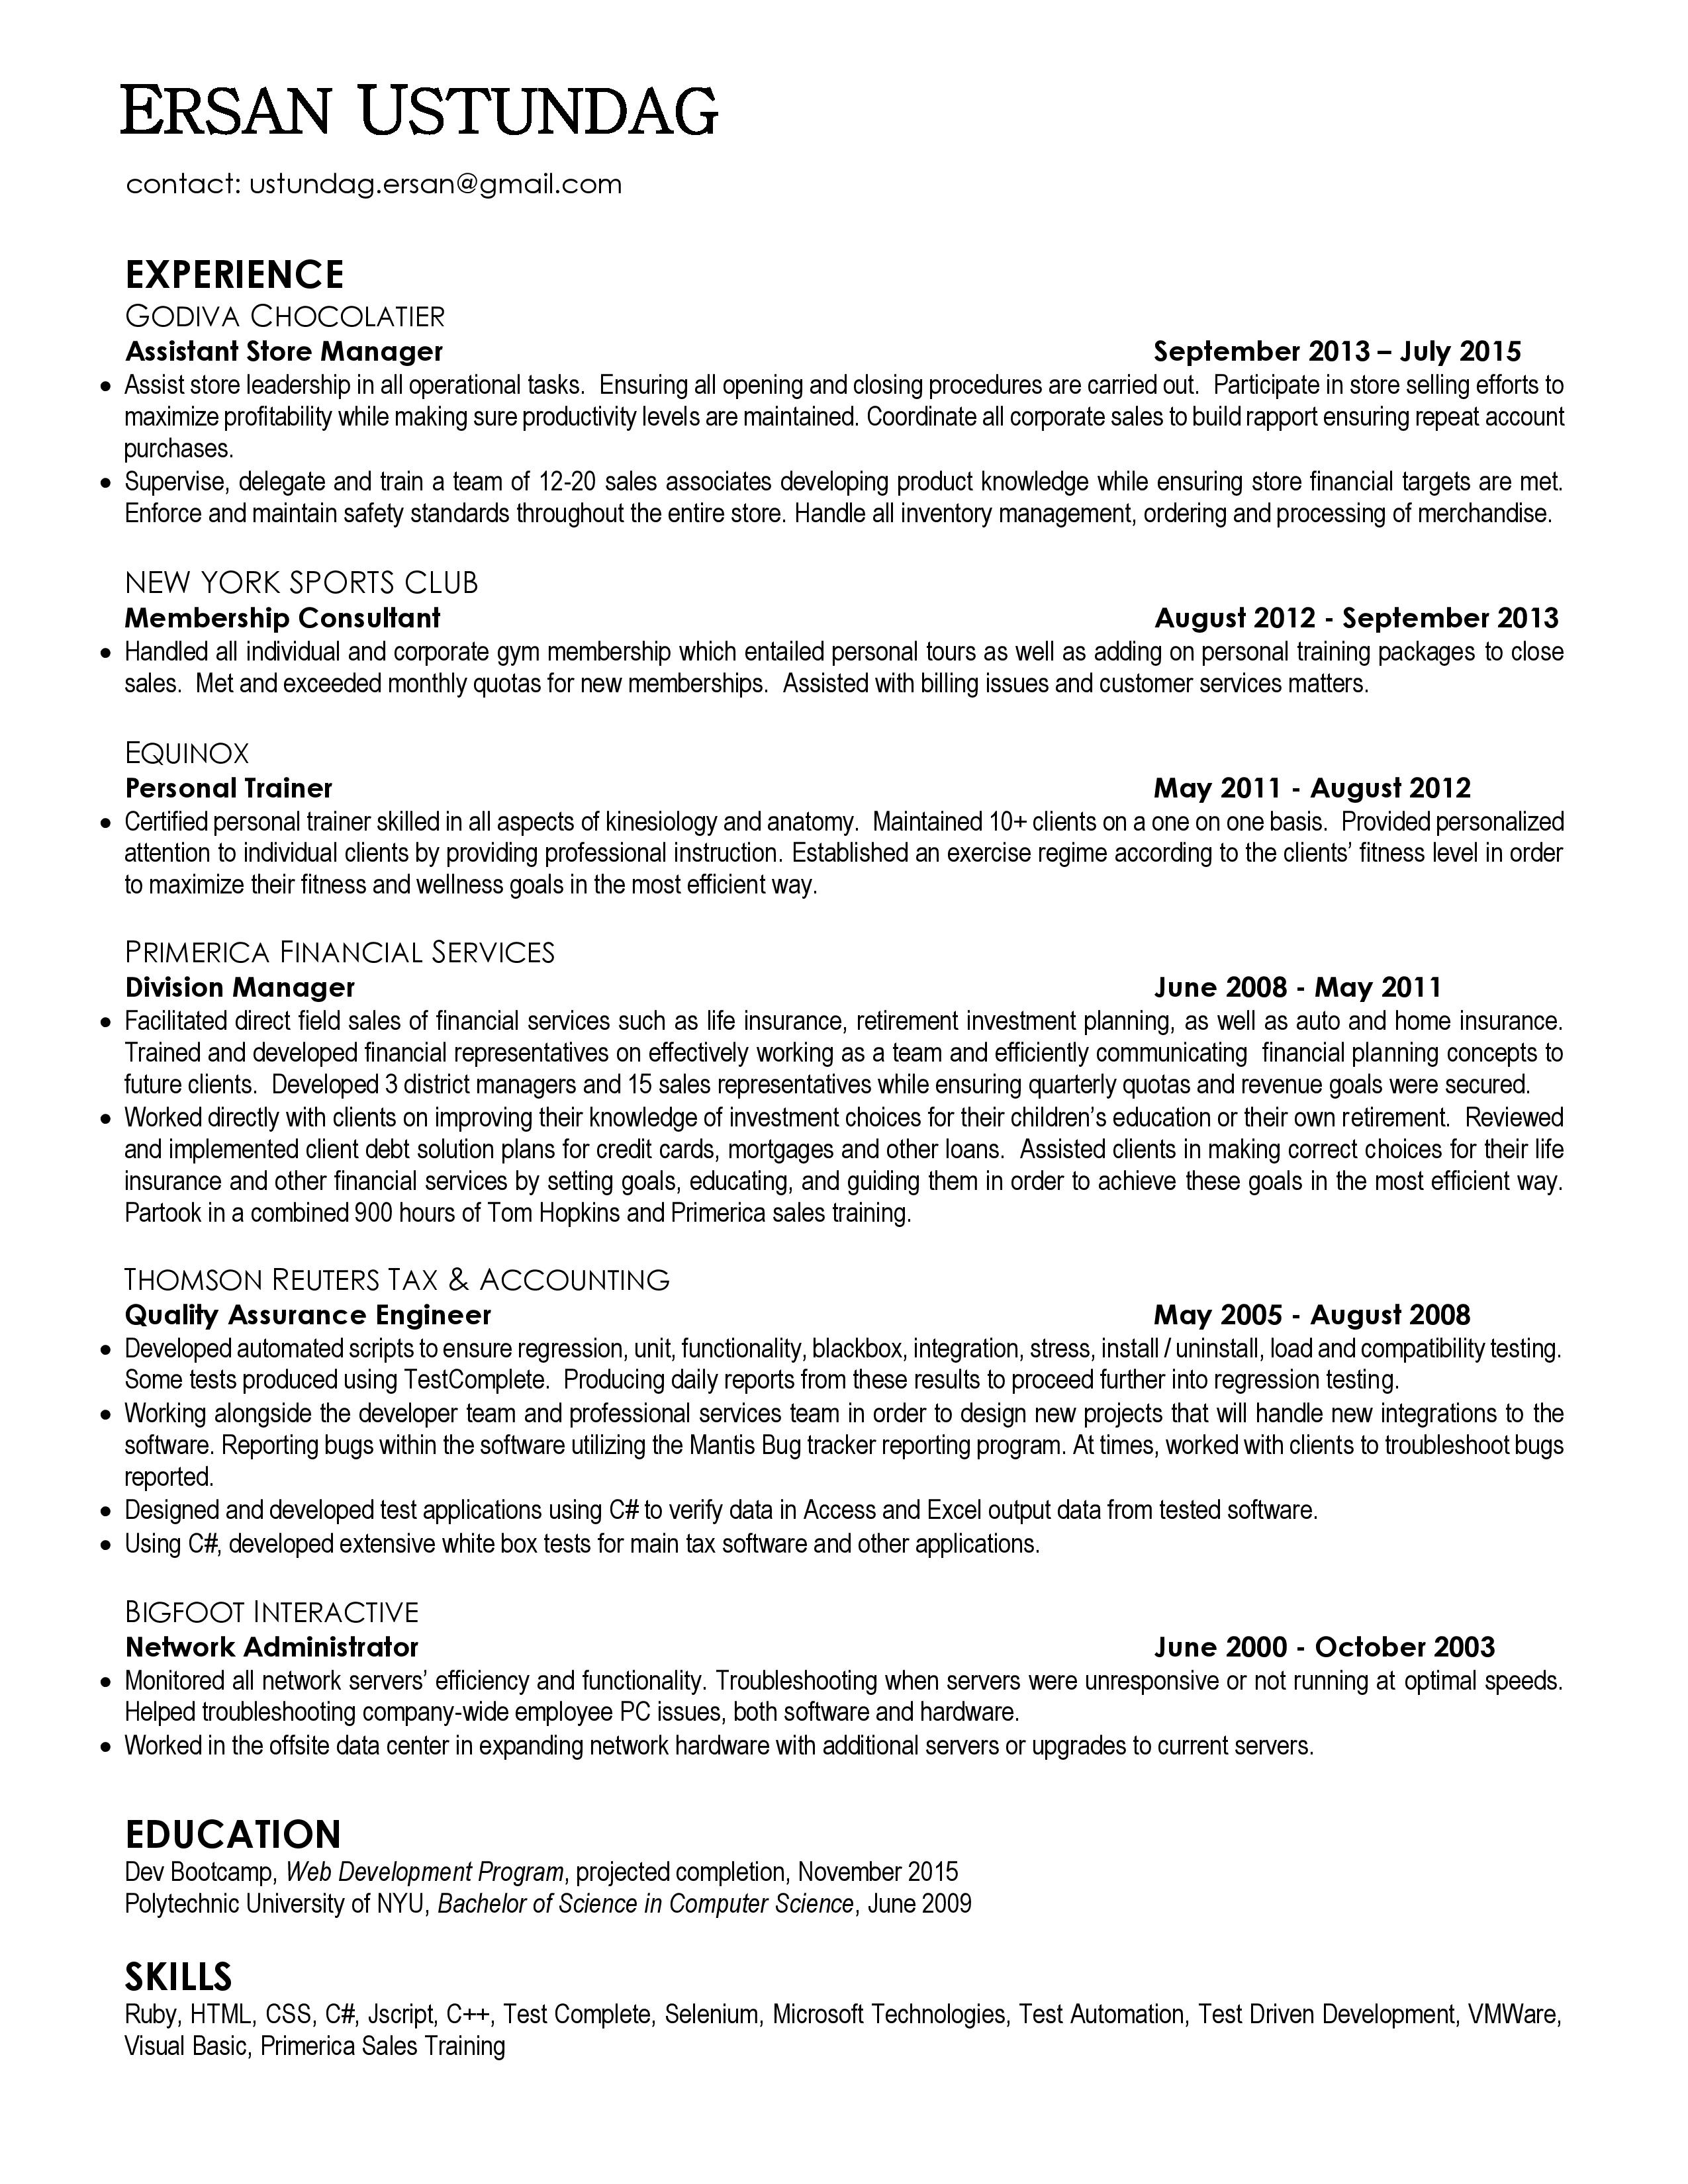 ERSAN USTUNDAG
contact: ustundag.ersan@gmail.com
EXPERIENCE
GODIVA CHOCOLATIER
Assistant Store Manager September 2013 – July 2015
• Assist store leadership in all operational tasks.  Ensuring all opening and closing procedures are carried out.  Participate in store selling efforts to
maximize profitability while making sure productivity levels are maintained. Coordinate all corporate sales to build rapport ensuring repeat account
purchases.
• Supervise, delegate and train a team of 12-20 sales associates developing product knowledge while ensuring store financial targets are met.
Enforce and maintain safety standards throughout the entire store. Handle all inventory management, ordering and processing of merchandise.
NEW YORK SPORTS CLUB
Membership Consultant August 2012 - September 2013
• Handled all individual and corporate gym membership which entailed personal tours as well as adding on personal training packages to close
sales.  Met and exceeded monthly quotas for new memberships.  Assisted with billing issues and customer services matters.
EQUINOX
Personal Trainer May 2011 - August 2012
• Certified personal trainer skilled in all aspects of kinesiology and anatomy.  Maintained 10+ clients on a one on one basis.  Provided personalized
attention to individual clients by providing professional instruction. Established an exercise regime according to the clients’ fitness level in order
to maximize their fitness and wellness goals in the most efficient way.
PRIMERICA FINANCIAL SERVICES
Division Manager June 2008 - May 2011
• Facilitated direct field sales of financial services such as life insurance, retirement investment planning, as well as auto and home insurance.
Trained and developed financial representatives on effectively working as a team and efficiently communicating  financial planning concepts to
future clients.  Developed 3 district managers and 15 sales representatives while ensuring quarterly quotas and revenue goals were secured.
• Worked directly with clients on improving their knowledge of investment choices for their children’s education or their own retirement.  Reviewed
and implemented client debt solution plans for credit cards, mortgages and other loans.  Assisted clients in making correct choices for their life
insurance and other financial services by setting goals, educating, and guiding them in order to achieve these goals in the most efficient way.
Partook in a combined 900 hours of Tom Hopkins and Primerica sales training.
THOMSON REUTERS TAX & ACCOUNTING
Quality Assurance Engineer May 2005 - August 2008
• Developed automated scripts to ensure regression, unit, functionality, blackbox, integration, stress, install / uninstall, load and compatibility testing.
Some tests produced using TestComplete.  Producing daily reports from these results to proceed further into regression testing.
• Working alongside the developer team and professional services team in order to design new projects that will handle new integrations to the
software. Reporting bugs within the software utilizing the Mantis Bug tracker reporting program. At times, worked with clients to troubleshoot bugs
reported.
• Designed and developed test applications using C# to verify data in Access and Excel output data from tested software.
• Using C#, developed extensive white box tests for main tax software and other applications.
BIGFOOT INTERACTIVE
Network Administrator June 2000 - October 2003
• Monitored all network servers’ efficiency and functionality. Troubleshooting when servers were unresponsive or not running at optimal speeds.
Helped troubleshooting company-wide employee PC issues, both software and hardware.
• Worked in the offsite data center in expanding network hardware with additional servers or upgrades to current servers.
EDUCATION
Dev Bootcamp, Web Development Program, projected completion, November 2015
Polytechnic University of NYU, Bachelor of Science in Computer Science, June 2009
SKILLS
Ruby, HTML, CSS, C#, Jscript, C++, Test Complete, Selenium, Microsoft Technologies, Test Automation, Test Driven Development, VMWare,
Visual Basic, Primerica Sales Training